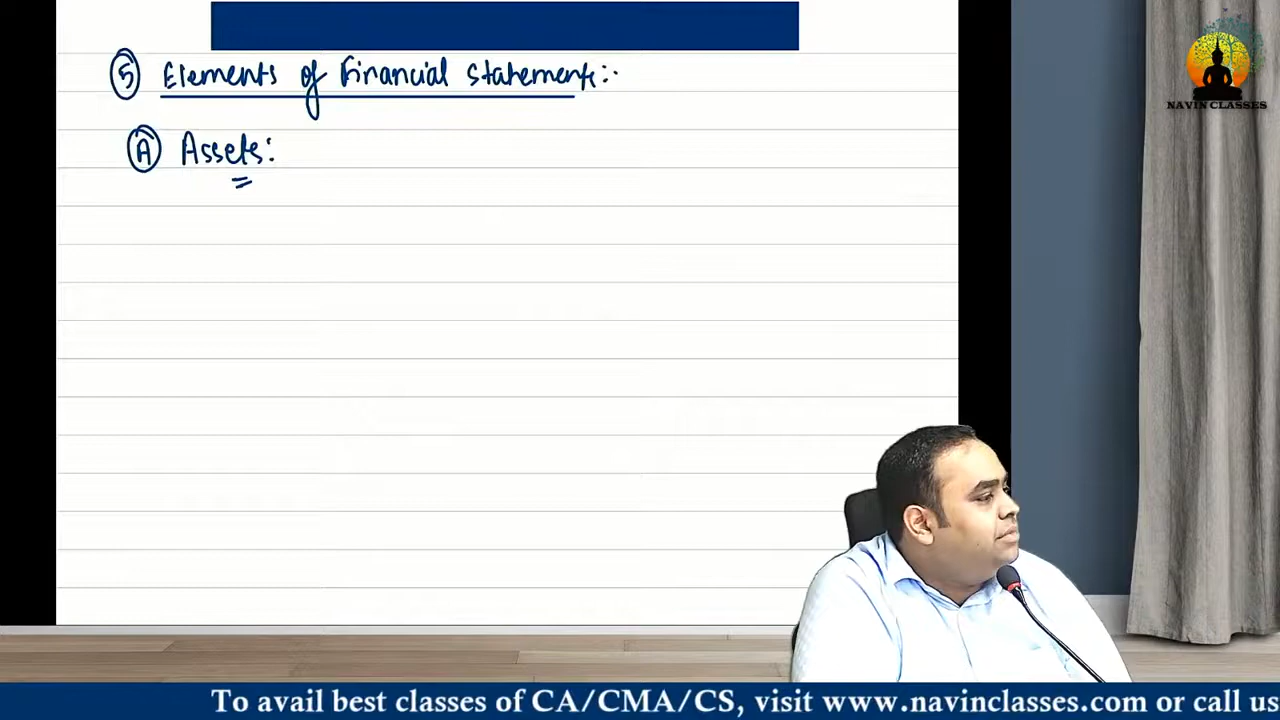 ⑤ Elements of Financial Statements:-
Ⓐ Assets:
NAVIN CLASSES
To avail best classes of CA/CMA/CS, visit www.navinclasses.com or call us